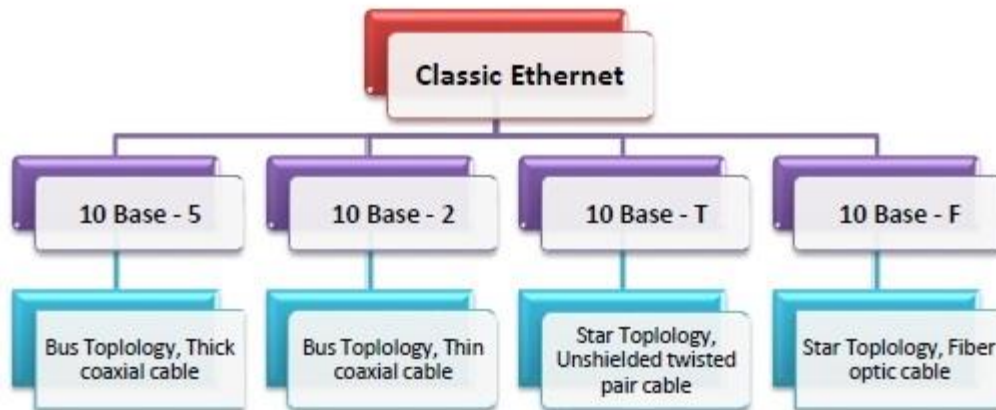 Classic Ethernet
10 Base - 5
10 Base - 2
10 Base - T
10 Base - F
Bus Toplology, Thick
coaxial cable
Bus Toplology, Thin
coaxial cable
Star Toplology,
Unshielded twisted
pair cable
Star Toplology, Fiber
optic cable